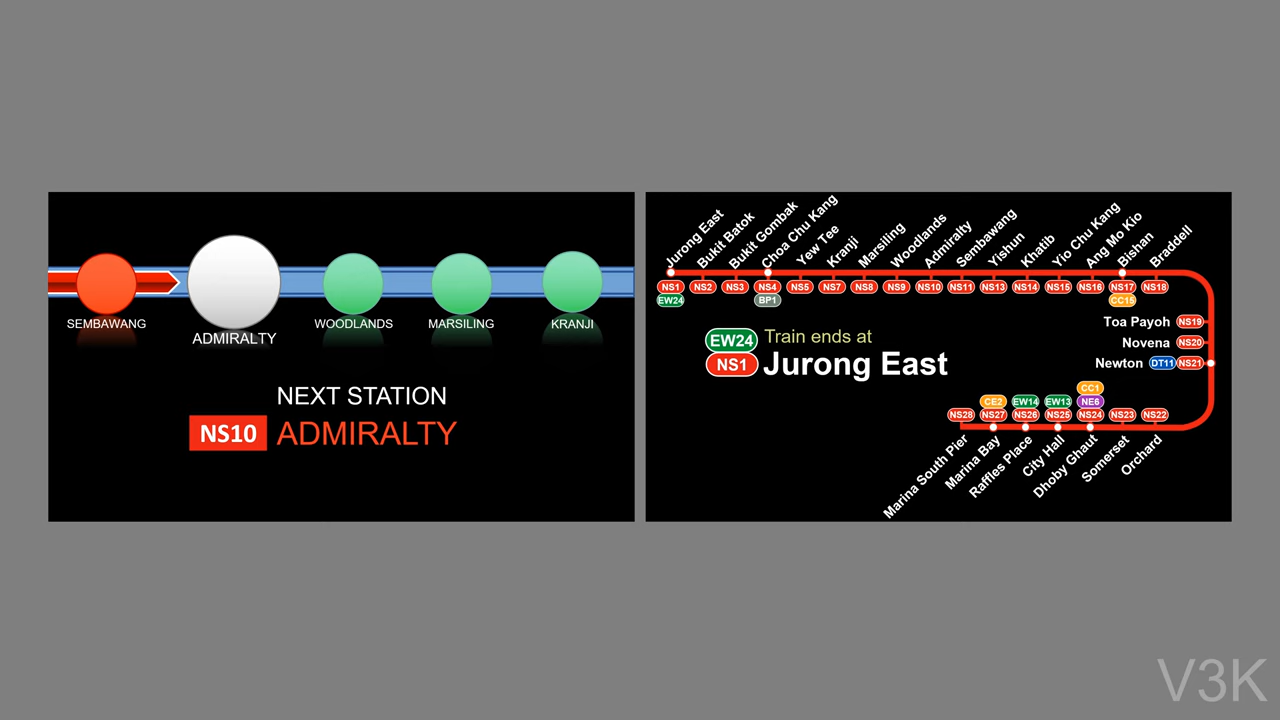 SEMBAWANG
ADMIRALTY
WOODLANDS
MARSILING
KRANJI
NEXT STATION
NS10 ADMIRALTY
Jurong East
Bukit Batok
Bukit Gombak
Choa Chu Kang
Yew Tee
Kranji
Marsiling
Woodlands
Admiralty
Sembawang
Yishun
Khatib
Yio Chu Kang
Ang Mo Kio
Bishan
Braddell
NS1 NS2 NS3 NS4 NS5 NS7 NS8 NS9 NS10 NS11 NS13 NS14 NS15 NS16 NS17 NS18
EW24 BP1 CC15
Toa Payoh NS19
Novena NS20
Newton DT11 NS21
EW24 Train ends at
NS1 Jurong East
CC1
CE2 EW14 EW13 NE6
NS28 NS27 NS26 NS25 NS24 NS23 NS22
Marina South Pier
Marina Bay
Raffles Place
City Hall
Dhoby Ghaut
Somerset
Orchard
V3K